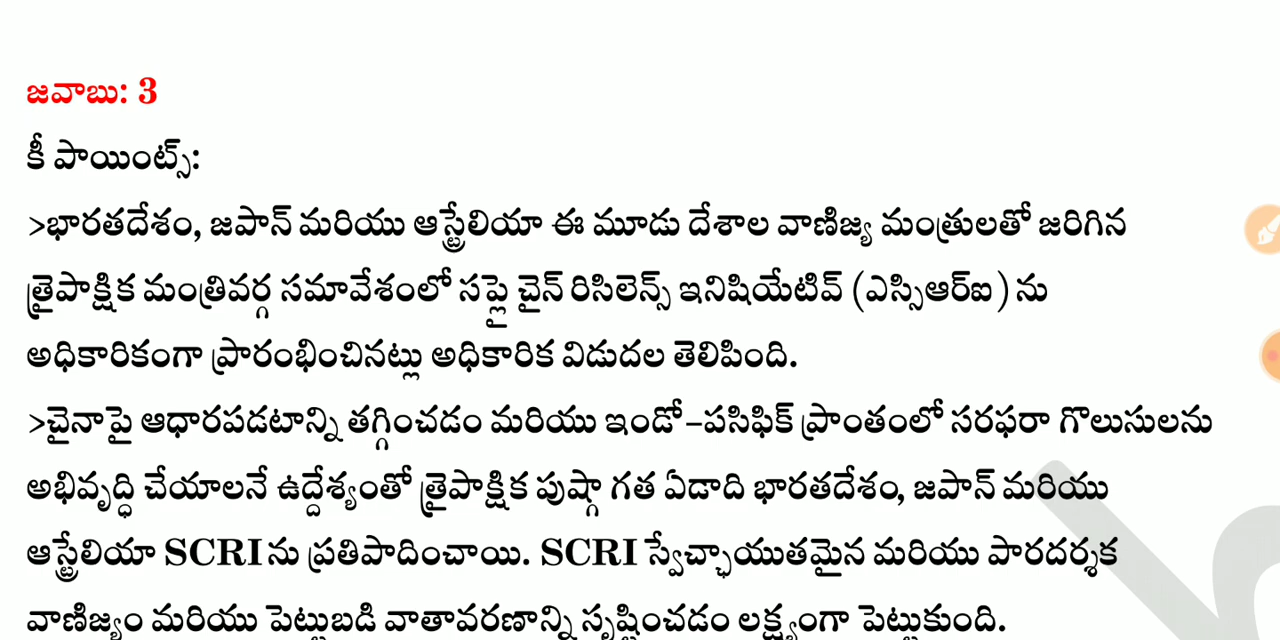 జవాబు: 3
కీ పాయింట్స్:
>భారతదేశం, జపాన్ మరియు ఆస్ట్రేలియా ఈ మూడు దేశాల వాణిజ్య మంత్రులతో జరిగిన
త్రైపాక్షిక మంత్రివర్గ సమావేశంలో సప్లై చైన్ రిసిలెన్స్ ఇనిషియేటివ్ (ఎస్సిఆర్ఐ) ను
అధికారికంగా ప్రారంభించినట్లు అధికారిక విడుదల తెలిపింది.
>చైనాపై ఆధారపడటాన్ని తగ్గించడం మరియు ఇండో-పసిఫిక్ ప్రాంతంలో సరఫరా గొలుసులను
అభివృద్ధి చేయాలనే ఉద్దేశ్యంతో త్రైపాక్షిక పుష్గా గత ఏడాది భారతదేశం, జపాన్ మరియు
ఆస్ట్రేలియా SCRI ను ప్రతిపాదించాయి. SCRI స్వేచ్ఛాయుతమైన మరియు పారదర్శక
వాణిజ్యం మరియు పెట్టుబడి వాతావరణాన్ని సృష్టించడం లక్ష్యంగా పెట్టుకుంది.